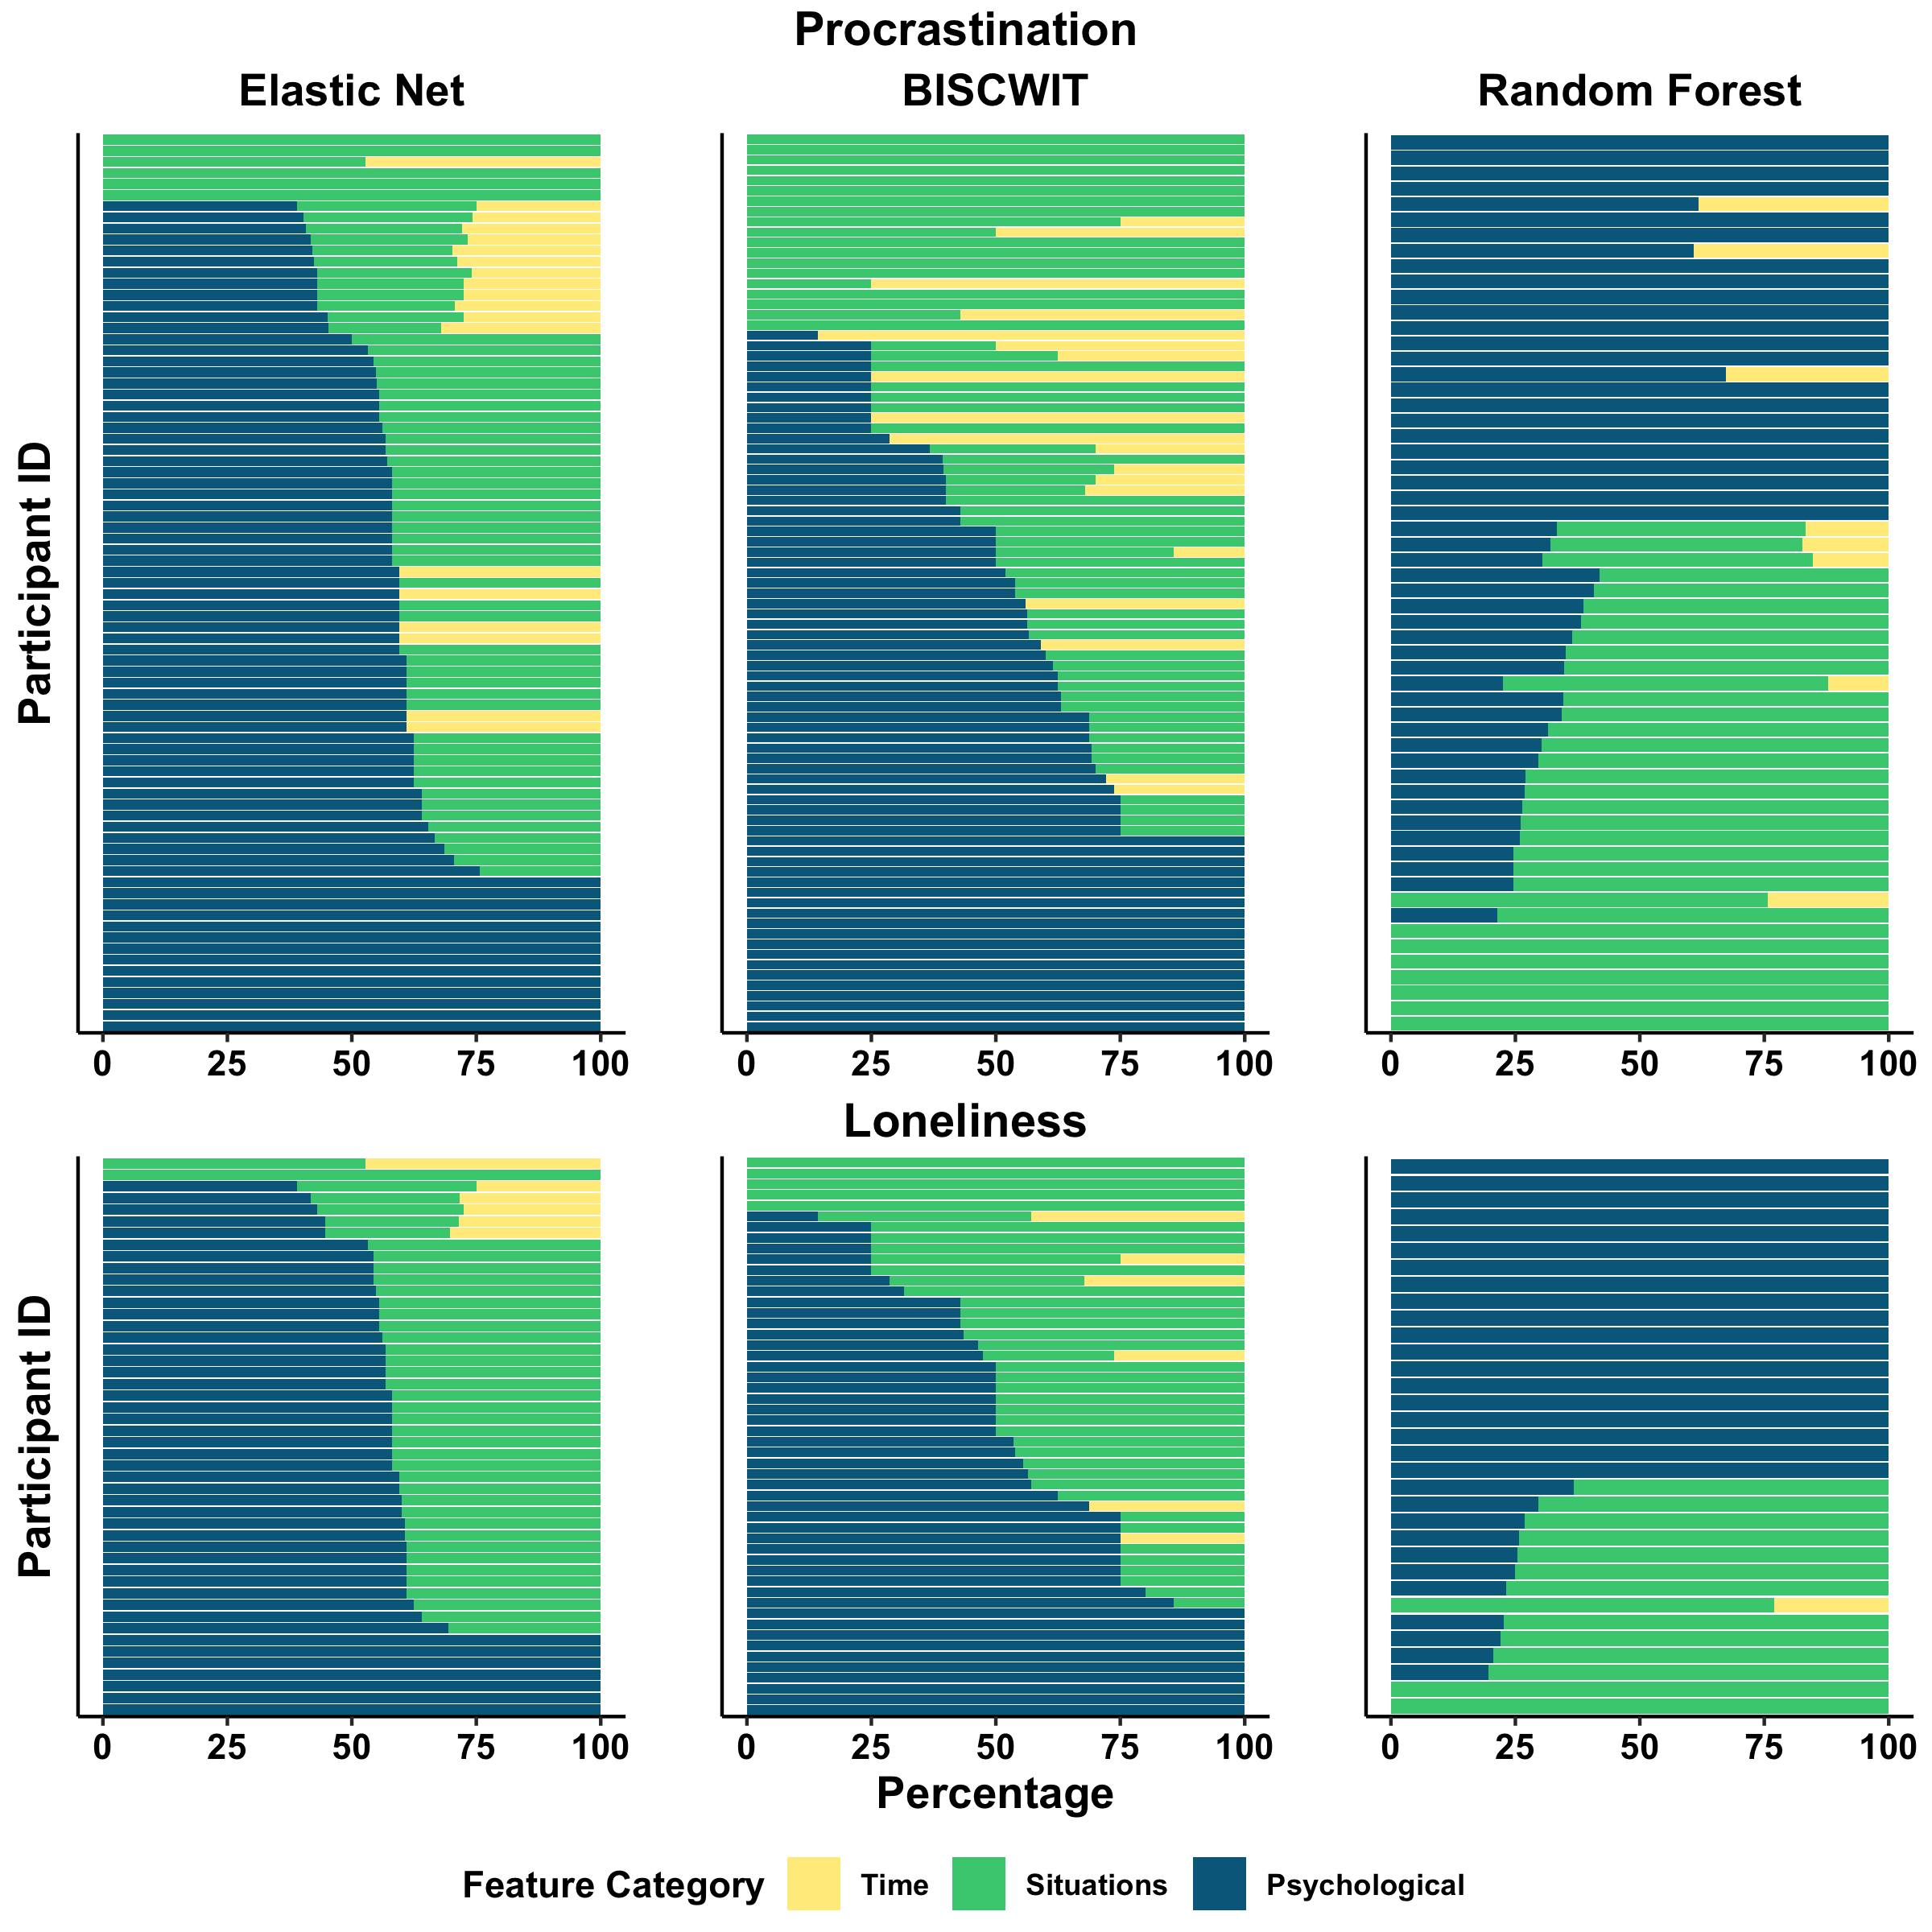 Procrastination
Elastic Net BISCWIT Random Forest
Participant ID
0 25 50 75 100 0 25 50 75 100 0 25 50 75 100
Loneliness
Participant ID
0 25 50 75 100 0 25 50 75 100 0 25 50 75 100
Percentage
Feature Category Time Situations Psychological